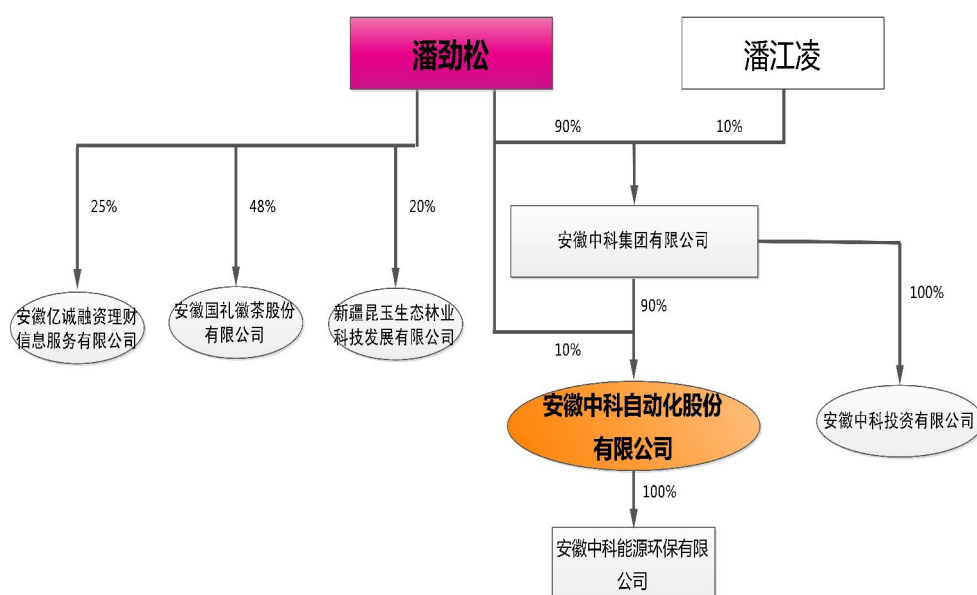 潘劲松
潘江凌
90%
10%
25%
48%
20%
安徽中科集团有限公司
100%
安徽亿诚融资理财
信息服务有限公司
安徽国礼徽茶股份
有限公司
新疆昆玉生态林业
科技发展有限公司
90%
10%
安徽中科自动化股份
有限公司
安徽中科投资有限公司
100%
安徽中科能源环保有限
公司